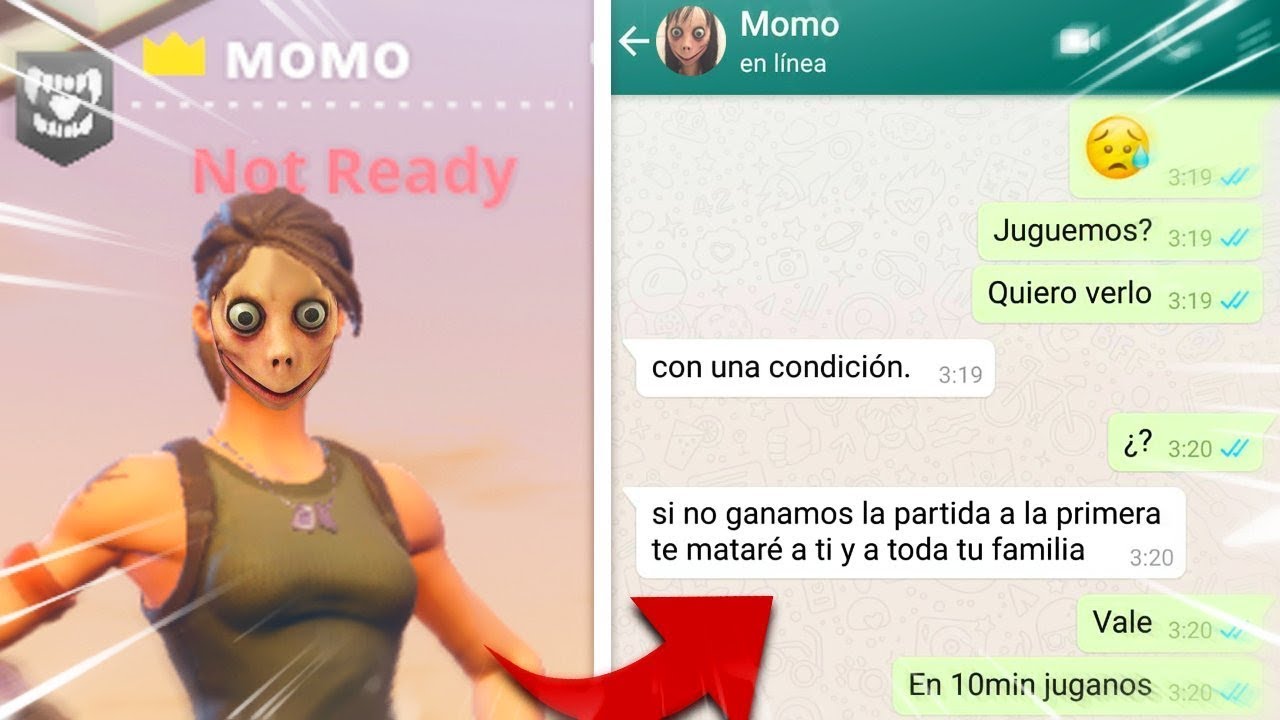 MOMO
Not Ready
Momo
en línea
3:19
Juguemos? 3:19
Quiero verlo 3:19
con una condición. 3:19
¿? 3:20
si no ganamos la partida a la primera
te mataré a ti y a toda tu familia 3:20
Vale 3:20
En 10min juganos 3:20